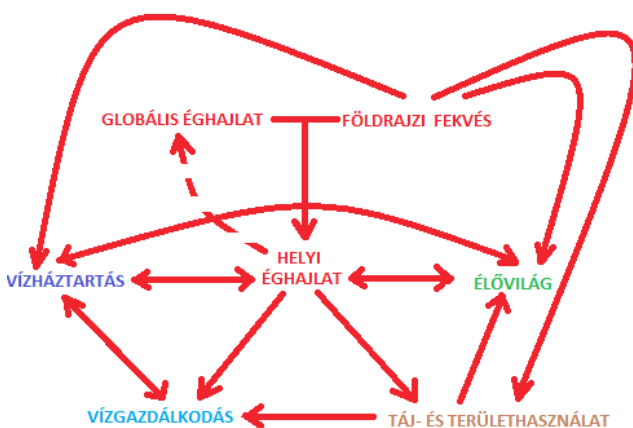 GLOBÁLIS ÉGHAJLAT
FÖLDRAJZI FEKVÉS
HELYI
ÉGHAJLAT
VÍZHÁZTARTÁS
ÉLŐVILÁG
VÍZGAZDÁLKODÁS
TÁJ- ÉS TERÜLETHASZNÁLAT